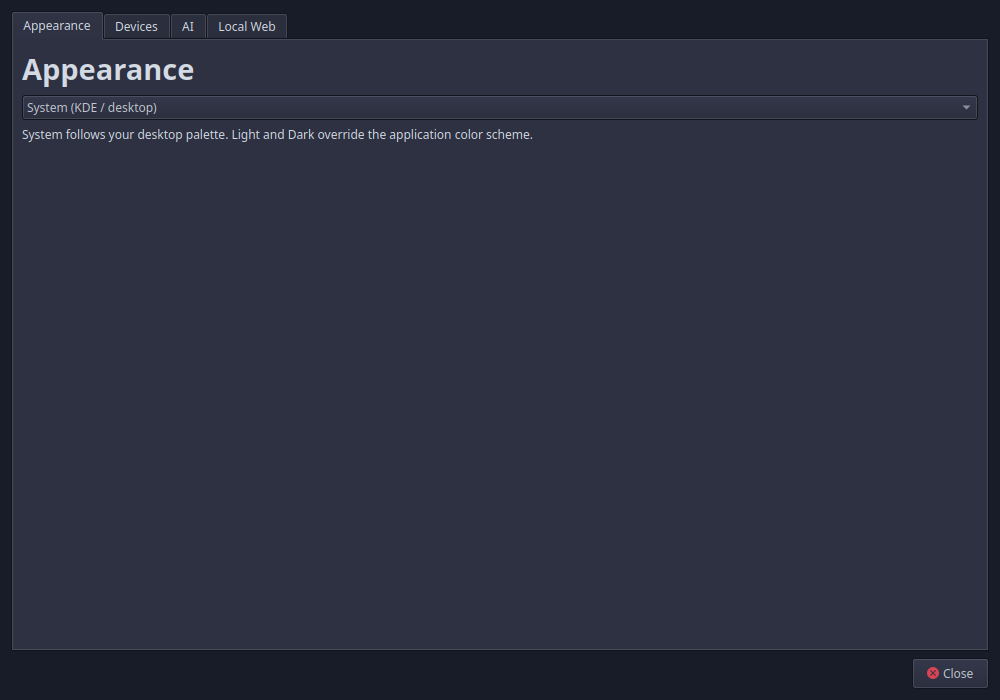 Appearance Devices AI Local Web
Appearance
System (KDE / desktop)
System follows your desktop palette. Light and Dark override the application color scheme.
Close